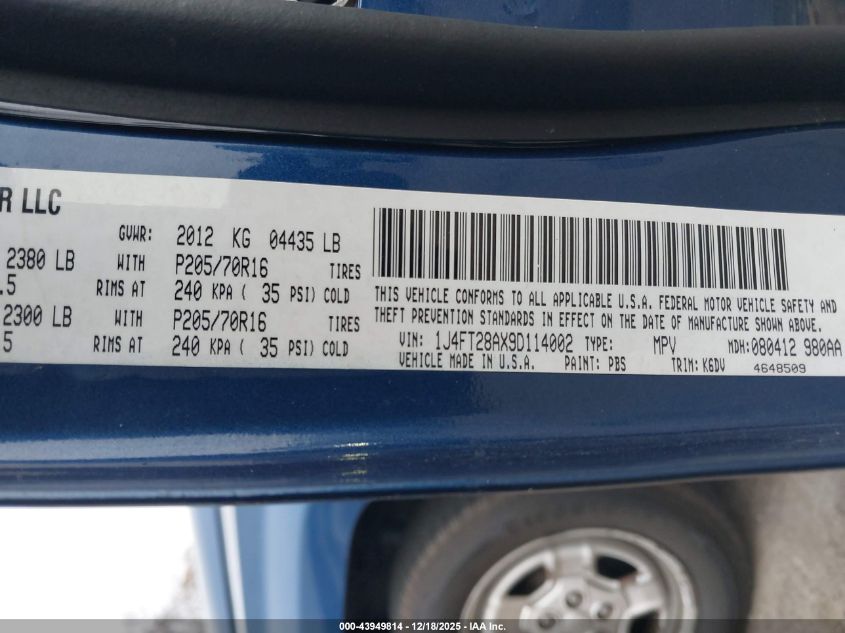 R LLC
GVWR: 2012 KG 04435 LB
2380 LB WITH P205/70R16 TIRES
.5 RIMS AT 240 KPA ( 35 PSI) COLD
2300 LB WITH P205/70R16 TIRES
5 RIMS AT 240 KPA ( 35 PSI) COLD
THIS VEHICLE CONFORMS TO ALL APPLICABLE U.S.A. FEDERAL MOTOR VEHICLE SAFETY AND
THEFT PREVENTION STANDARDS IN EFFECT ON THE DATE OF MANUFACTURE SHOWN ABOVE.
VIN: 1J4FT28AX9D114002 TYPE: MPV MDH:080412 980AA
VEHICLE MADE IN U.S.A. PAINT: PBS TRIM: K6DV 4648509
000-43949814 - 12/18/2025 - IAA Inc.